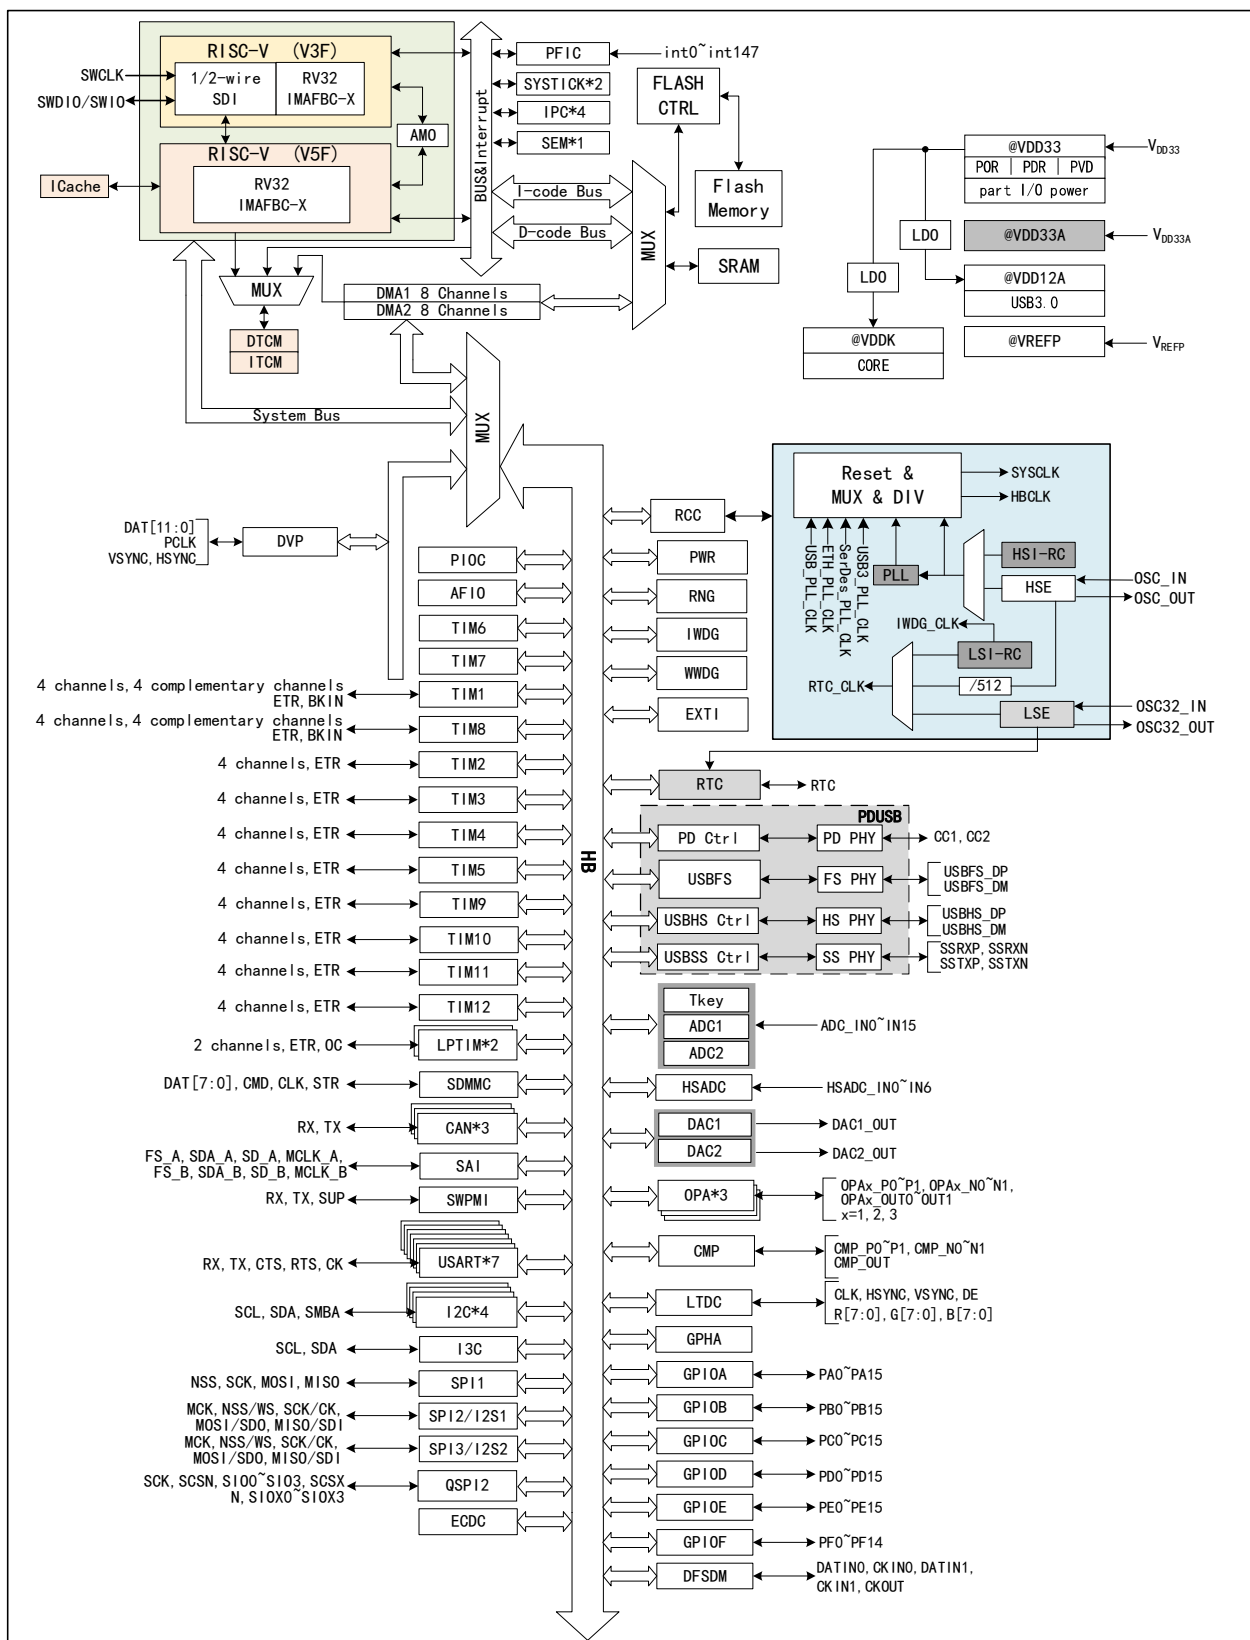 RISC-V (V3F)
SWCLK
SWDIO/SWIO
1/2-wire
SDI
RV32
IMAFBC-X
AMO
RISC-V (V5F)
RV32
IMAFBC-X
ICache
MUX
DTCM
ITCM
BUS&Interrupt
PFIC
int0~int147
SYSTICK*2
IPC*4
SEM*1
FLASH
CTRL
Flash
Memory
I-code Bus
D-code Bus
MUX
SRAM
DMA1 8 Channels
DMA2 8 Channels
System Bus
MUX
@VDD33
POR | PDR | PVD
part I/O power
VDD33
LDO
@VDD33A
VDD33A
LDO
@VDD12A
USB3.0
@VDDK
CORE
@VREFP
VREFP
DAT[11:0]
PCLK
VSYNC, HSYNC
DVP
HB
PIOC
AFIO
TIM6
TIM7
4 channels, 4 complementary channels
ETR, BKIN
TIM1
4 channels, 4 complementary channels
ETR, BKIN
TIM8
4 channels, ETR
TIM2
4 channels, ETR
TIM3
4 channels, ETR
TIM4
4 channels, ETR
TIM5
4 channels, ETR
TIM9
4 channels, ETR
TIM10
4 channels, ETR
TIM11
4 channels, ETR
TIM12
2 channels, ETR, OC
LPTIM*2
DAT[7:0], CMD, CLK, STR
SDMMC
RX, TX
CAN*3
FS_A, SDA_A, SD_A, MCLK_A,
FS_B, SDA_B, SD_B, MCLK_B
SAI
RX, TX, SUP
SWPMI
RX, TX, CTS, RTS, CK
USART*7
SCL, SDA, SMBA
I2C*4
SCL, SDA
I3C
NSS, SCK, MOSI, MISO
SPI1
MCK, NSS/WS, SCK/CK,
MOSI/SDO, MISO/SDI
SPI2/I2S1
MCK, NSS/WS, SCK/CK,
MOSI/SDO, MISO/SDI
SPI3/I2S2
SCK, SCSN, SIO0~SIO3, SCSX
N, SIOX0~SIOX3
QSPI2
ECDC
RCC
PWR
RNG
IWDG
WWDG
EXTI
Reset &
MUX & DIV
SYSCLK
HBCLK
USB_PLL_CLK
ETH_PLL_CLK
SerDes_PLL_CLK
USB3_PLL_CLK
PLL
HSI-RC
HSE
OSC_IN
OSC_OUT
IWDG_CLK
LSI-RC
RTC_CLK
/512
LSE
OSC32_IN
OSC32_OUT
RTC
RTC
PDUSB
PD Ctrl
PD PHY
CC1, CC2
USBFS
FS PHY
USBFS_DP
USBFS_DM
USBHS Ctrl
HS PHY
USBHS_DP
USBHS_DM
USBSS Ctrl
SS PHY
SSRXP, SSRXN
SSTXP, SSTXN
Tkey
ADC1
ADC2
ADC_IN0~IN15
HSADC
HSADC_IN0~IN6
DAC1
DAC1_OUT
DAC2
DAC2_OUT
OPA*3
OPAx_P0~P1, OPAx_N0~N1,
OPAx_OUT0~OUT1
x=1, 2, 3
CMP
CMP_P0~P1, CMP_N0~N1
CMP_OUT
LTDC
CLK, HSYNC, VSYNC, DE
R[7:0], G[7:0], B[7:0]
GPHA
GPIOA
PA0~PA15
GPIOB
PB0~PB15
GPIOC
PC0~PC15
GPIOD
PD0~PD15
GPIOE
PE0~PE15
GPIOF
PF0~PF14
DFSDM
DATIN0, CKIN0, DATIN1,
CKIN1, CKOUT